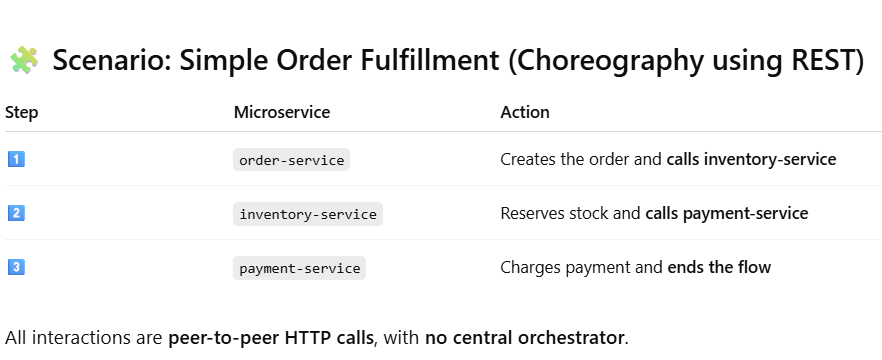 Scenario: Simple Order Fulfillment (Choreography using REST)
Step Microservice Action
1 order-service Creates the order and calls inventory-service
2 inventory-service Reserves stock and calls payment-service
3 payment-service Charges payment and ends the flow
All interactions are peer-to-peer HTTP calls, with no central orchestrator.